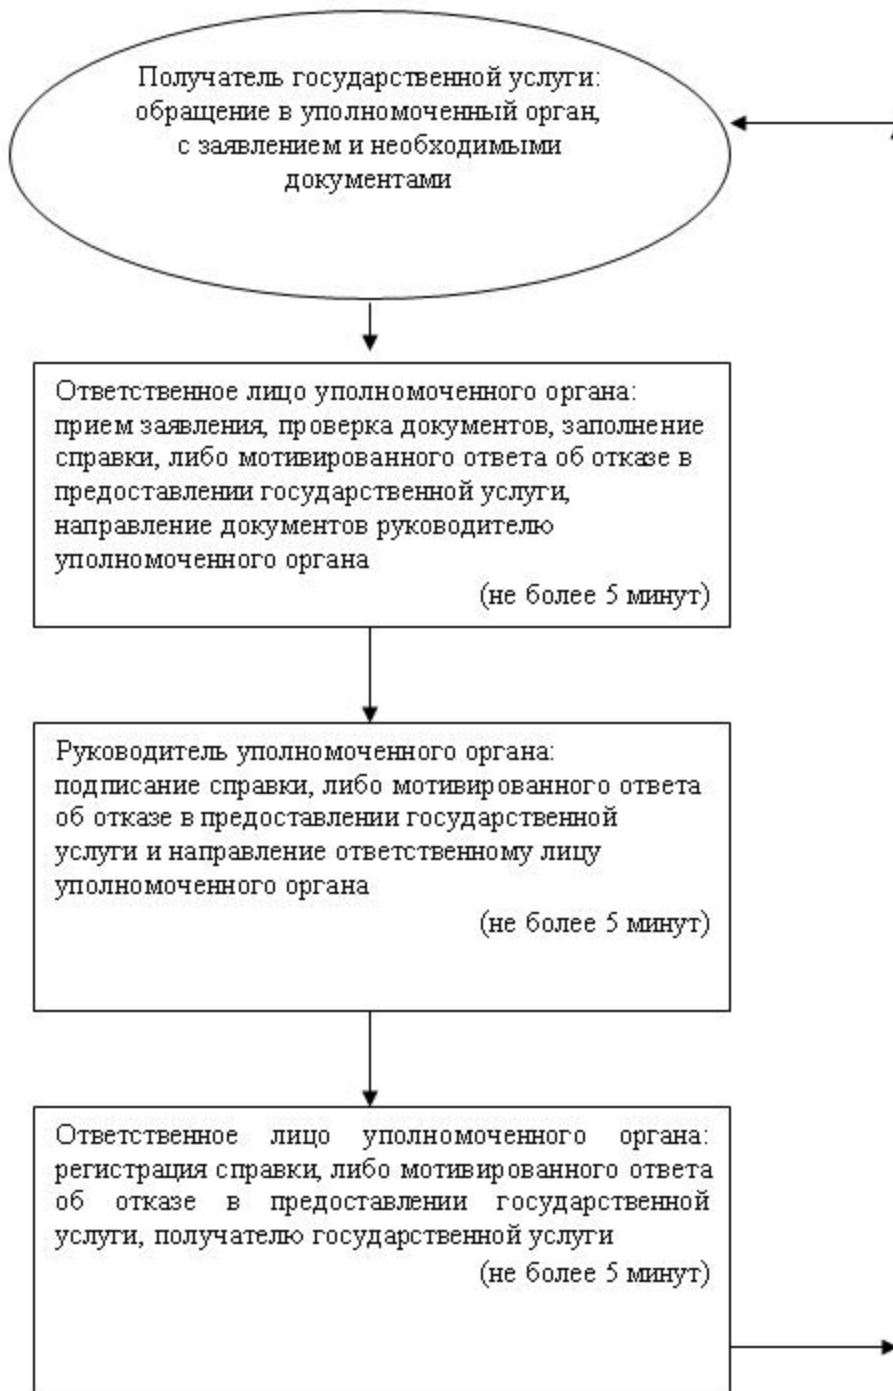 Получатель государственной услуги:
обращение в уполномоченный орган,
с заявлением и необходимыми
документами
Ответственное лицо уполномоченного органа:
прием заявления, проверка документов, заполнение
справки, либо мотивированного ответа об отказе в
предоставлении государственной услуги,
направление документов руководителю
уполномоченного органа
(не более 5 минут)
Руководитель уполномоченного органа:
подписание справки, либо мотивированного ответа
об отказе в предоставлении государственной
услуги и направление ответственному лицу
уполномоченного органа
(не более 5 минут)
Ответственное лицо уполномоченного органа:
регистрация справки, либо мотивированного ответа
об отказе в предоставлении государственной
услуги, получателю государственной услуги
(не более 5 минут)